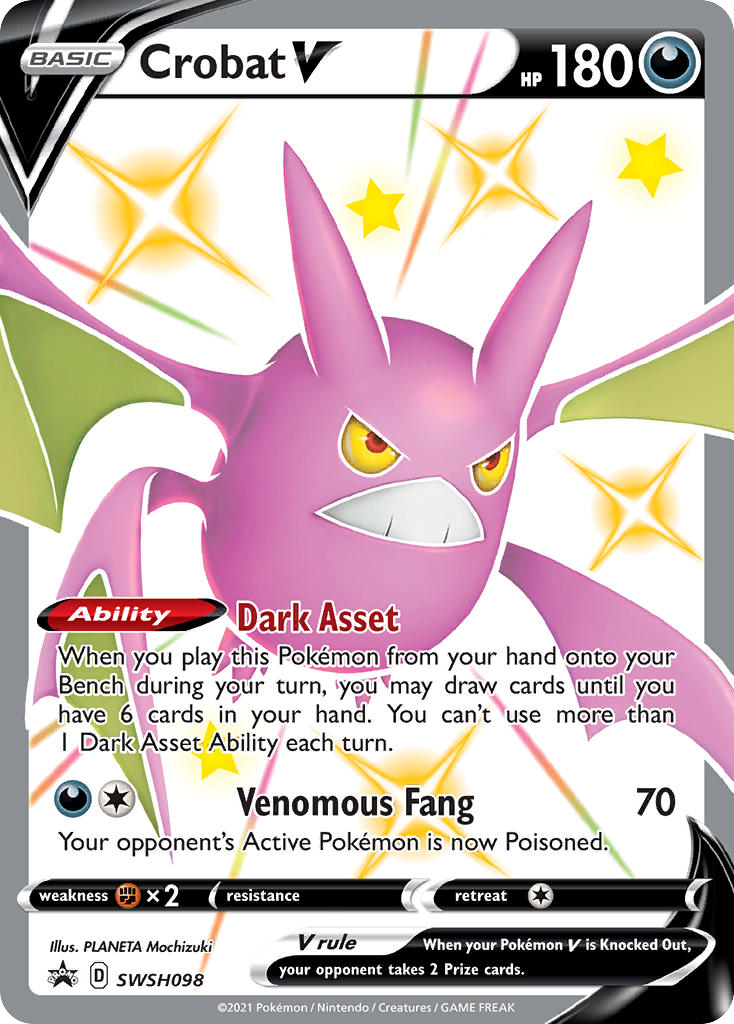 BASIC Crobat V HP 180
Ability Dark Asset
When you play this Pokémon from your hand onto your
Bench during your turn, you may draw cards until you
have 6 cards in your hand. You can't use more than
1 Dark Asset Ability each turn.
Venomous Fang 70
Your opponent's Active Pokémon is now Poisoned.
weakness ×2 resistance retreat
Illus. PLANETA Mochizuki
V rule When your Pokémon V is Knocked Out,
your opponent takes 2 Prize cards.
PROMO D SWSH098
©2021 Pokémon / Nintendo / Creatures / GAME FREAK